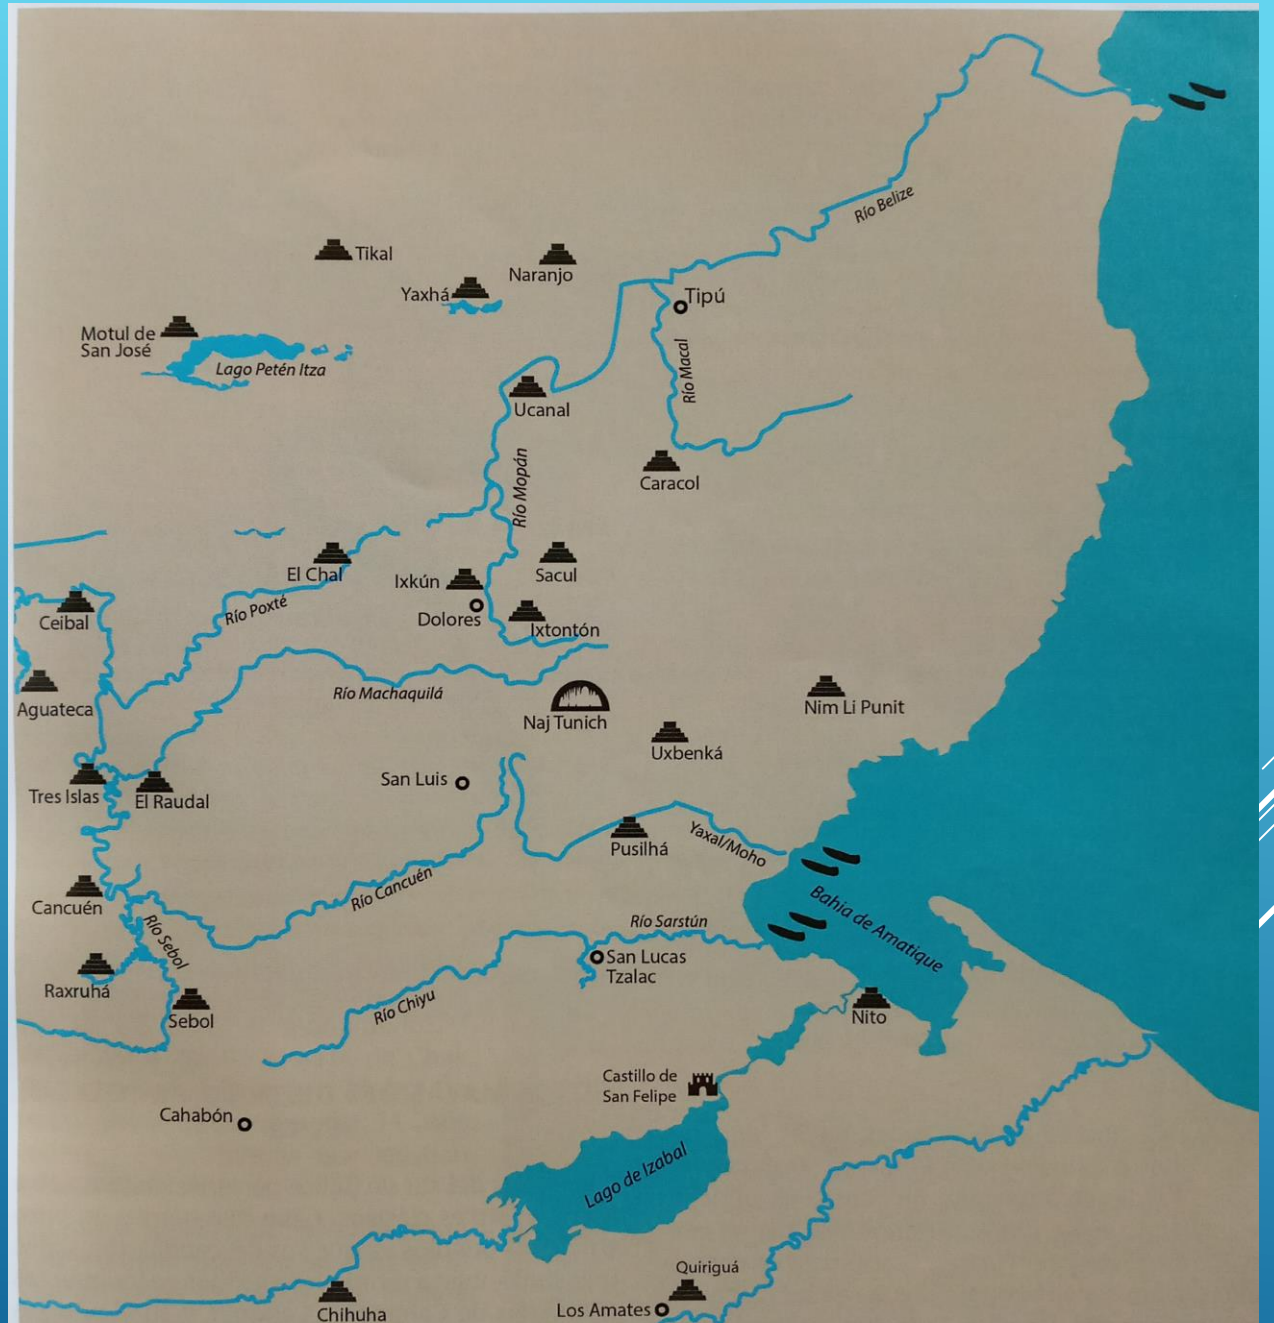 Río Belize
Tikal
Naranjo
Yaxhá
Tipú
Motul de
San José
Lago Petén Itza
Río Macal
Ucanal
Río Mopán
Caracol
El Chal
Ixkún
Sacul
Río Poxté
Dolores
Ixtontón
Ceibal
Río Machaquilá
Aguateca
Naj Tunich
Nim Li Punit
Uxbenká
San Luis
Tres Islas
El Raudal
Pusilhá
Yaxal/Moho
Río Cancuén
Bahia de Amatique
Cancuén
Río Sebol
Río Sarstún
San Lucas
Tzalac
Raxruhá
Sebol
Río Chiyu
Nito
Castillo de
San Felipe
Cahabón
Lago de Izabal
Quiriguá
Los Amates
Chihuha